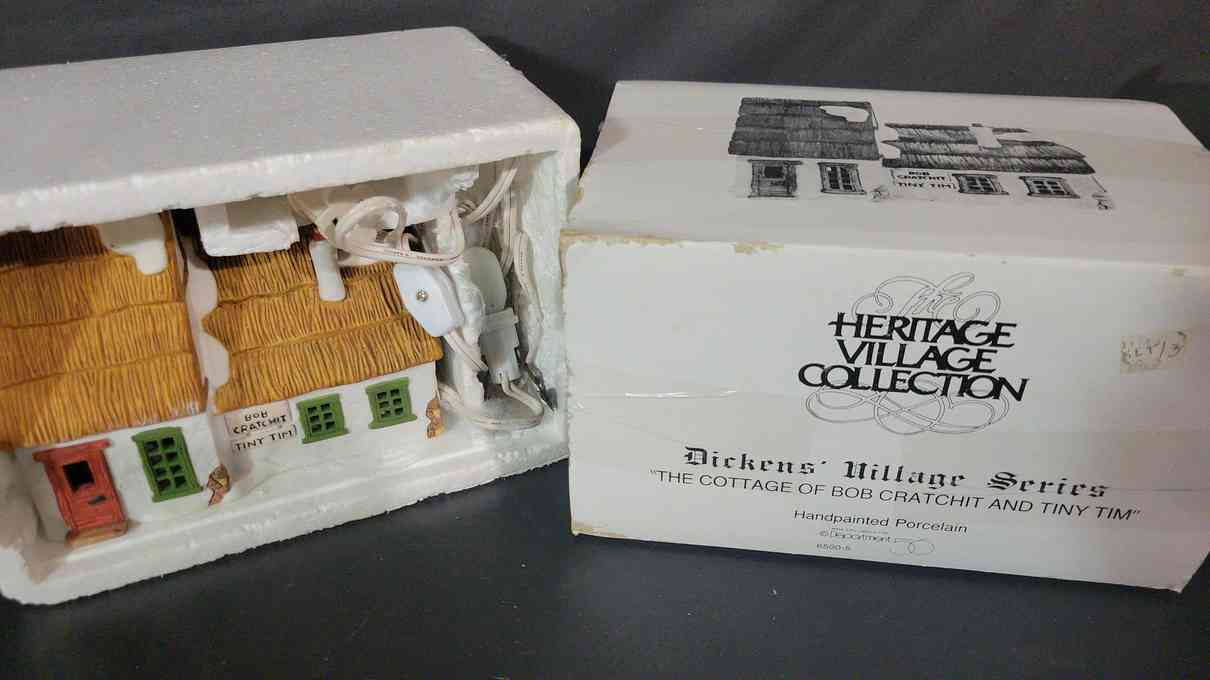 BOB
CRATCHIT
TINY TIM
BOB
CRATCHIT
TINY TIM
The
HERITAGE
VILLAGE
COLLECTION
Dickens' Village Series
"THE COTTAGE OF BOB CRATCHIT AND TINY TIM"
Handpainted Porcelain
© Department 56
6500-5